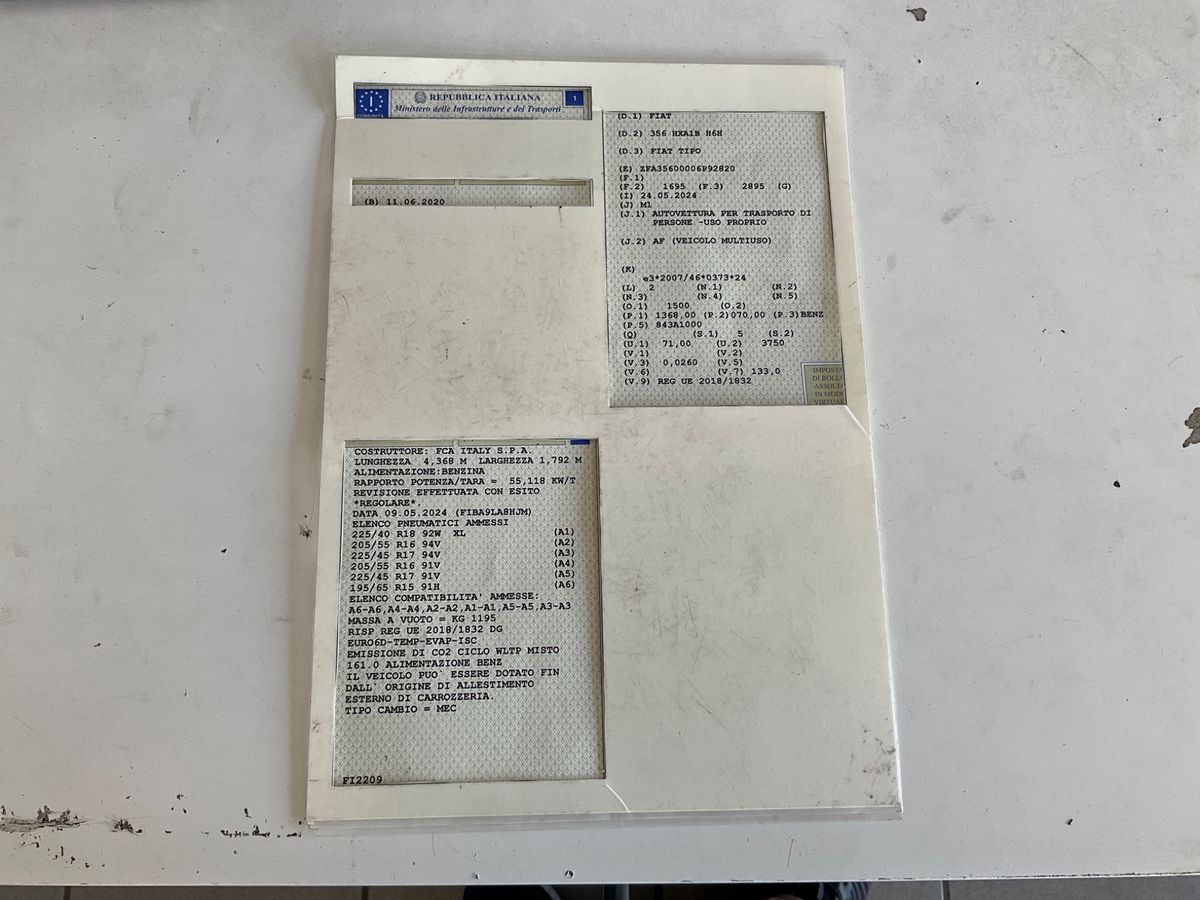 REPUBBLICA ITALIANA
Ministero delle Infrastrutture e dei Trasporti
I
1
COMUNITÀ
(B) 11.06.2020
(D.1) FIAT
(D.2) 356 HXA1B H6H
(D.3) FIAT TIPO
(E) ZFA35600006P92820
(F.1)
(F.2) 1695 (F.3) 2895 (G)
(I) 24.05.2024
(J) M1
(J.1) AUTOVETTURA PER TRASPORTO DI
PERSONE -USO PROPRIO
(J.2) AF (VEICOLO MULTIUSO)
(K)
e3*2007/46*0373*24
(L) 2 (N.1) (N.2)
(N.3) (N.4) (N.5)
(O.1) 1500 (O.2)
(P.1) 1368,00 (P.2)070,00 (P.3)BENZ
(P.5) 843A1000
(Q) (S.1) 5 (S.2)
(U.1) 71,00 (U.2) 3750
(V.1) (V.2)
(V.3) 0,0260 (V.5)
(V.6) (V.7) 133,0
(V.9) REG UE 2018/1832
IMPOSTA
DI BOLLO
ASSOLTA
IN MODO
VIRTUALE
COSTRUTTORE: FCA ITALY S.P.A.
LUNGHEZZA 4,368 M LARGHEZZA 1,792 M
ALIMENTAZIONE:BENZINA
RAPPORTO POTENZA/TARA = 55,118 KW/T
REVISIONE EFFETTUATA CON ESITO
*REGOLARE*.
DATA 09.05.2024 (FIBA9LA8HJM)
ELENCO PNEUMATICI AMMESSI
225/40 R18 92W XL (A1)
205/55 R16 94V (A2)
225/45 R17 94V (A3)
205/55 R16 91V (A4)
225/45 R17 91V (A5)
195/65 R15 91H (A6)
ELENCO COMPATIBILITA' AMMESSE:
A6-A6,A4-A4,A2-A2,A1-A1,A5-A5,A3-A3
MASSA A VUOTO = KG 1195
RISP REG UE 2018/1832 DG
EURO6D-TEMP-EVAP-ISC
EMISSIONE DI CO2 CICLO WLTP MISTO
161.0 ALIMENTAZIONE BENZ
IL VEICOLO PUO` ESSERE DOTATO FIN
DALL` ORIGINE DI ALLESTIMENTO
ESTERNO DI CARROZZERIA.
TIPO CAMBIO = MEC
FI2209